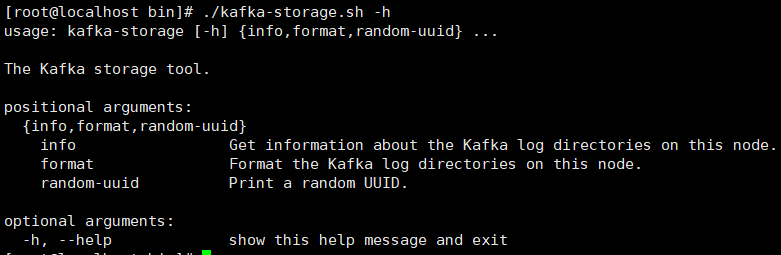 [root@localhost bin]# ./kafka-storage.sh -h
usage: kafka-storage [-h] {info,format,random-uuid} ...
The Kafka storage tool.
positional arguments:
{info,format,random-uuid}
info Get information about the Kafka log directories on this node.
format Format the Kafka log directories on this node.
random-uuid Print a random UUID.
optional arguments:
-h, --help show this help message and exit